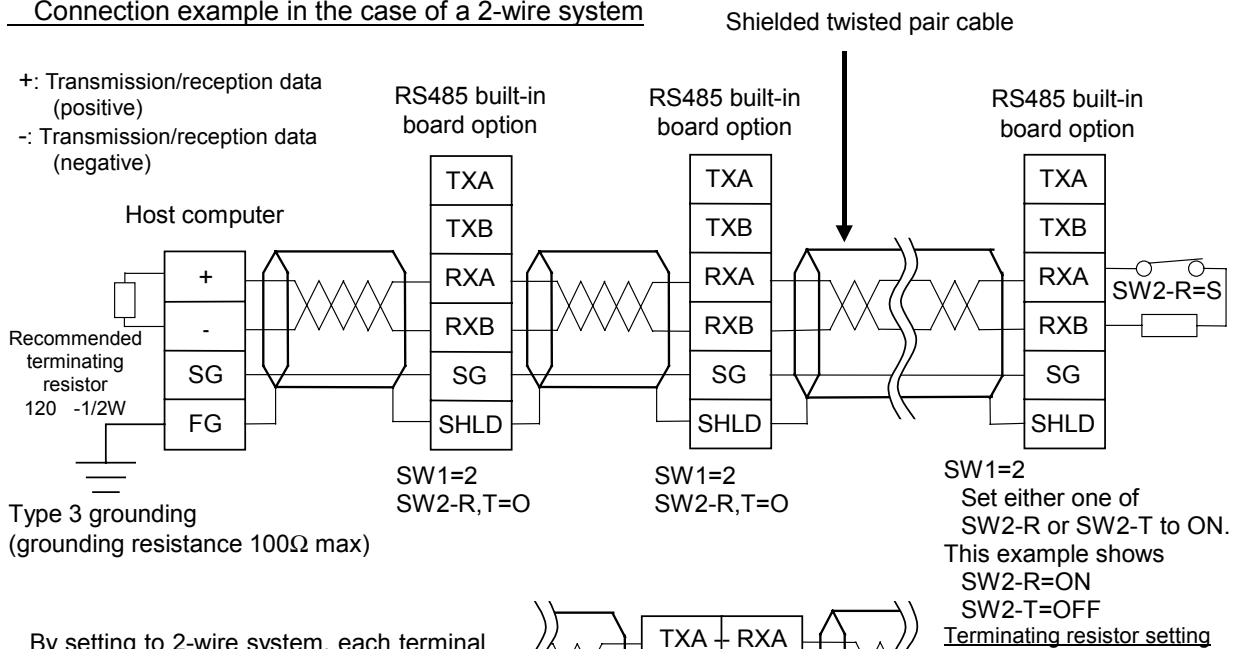 Connection example in the case of a 2-wire system
Shielded twisted pair cable
+: Transmission/reception data
(positive)
-: Transmission/reception data
(negative)
RS485 built-in
board option
RS485 built-in
board option
RS485 built-in
board option
Host computer
+
-
SG
FG
Recommended
terminating
resistor
120 -1/2W
Type 3 grounding
(grounding resistance 100Ω max)
TXA
TXB
RXA
RXB
SG
SHLD
SW1=2
SW2-R,T=O
TXA
TXB
RXA
RXB
SG
SHLD
SW1=2
SW2-R,T=O
TXA
TXB
RXA
RXB
SG
SHLD
SW2-R=S
SW1=2
Set either one of
SW2-R or SW2-T to ON.
This example shows
SW2-R=ON
SW2-T=OFF
Terminating resistor setting
By setting to 2-wire system, each terminal
TXA RXA